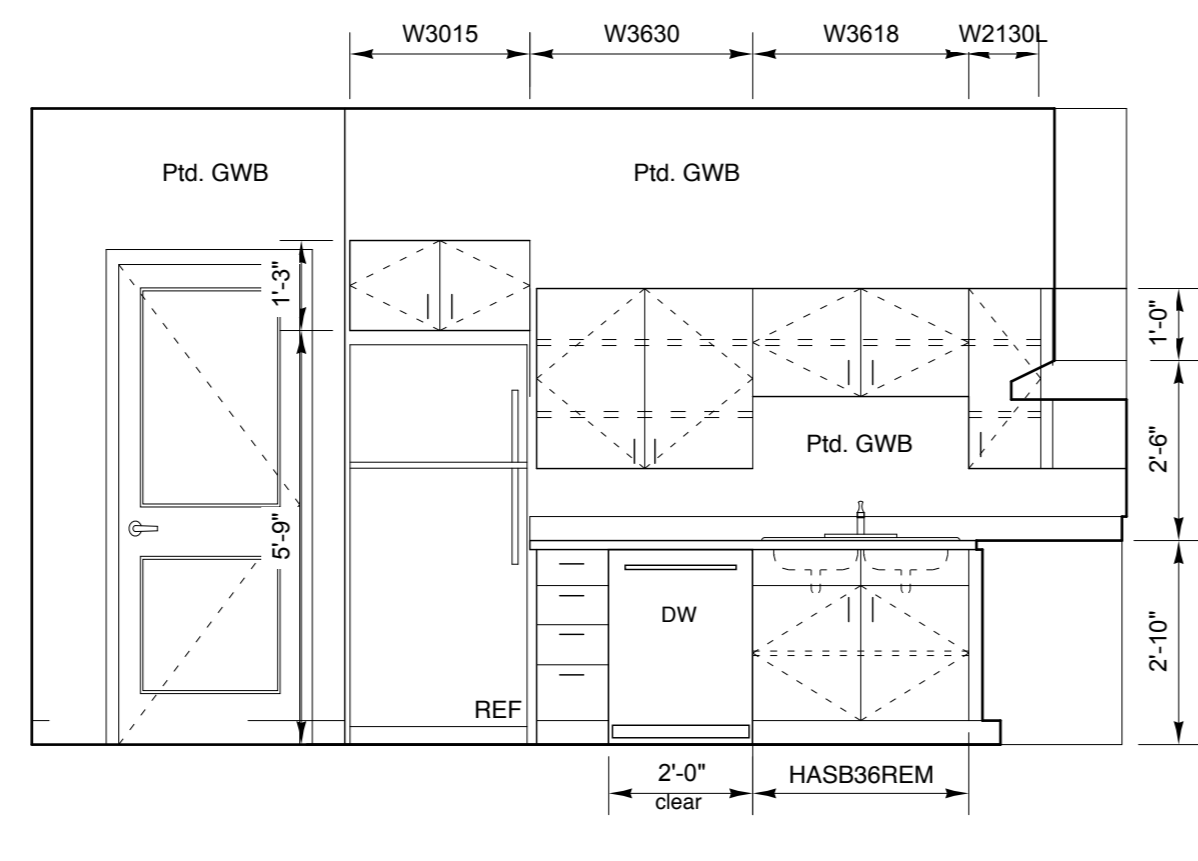 W3015 W3630 W3618 W2130L
Ptd. GWB Ptd. GWB
1'-3"
1'-0"
Ptd. GWB
2'-6"
5'-9"
DW
2'-10"
REF
2'-0" HASB36REM
clear